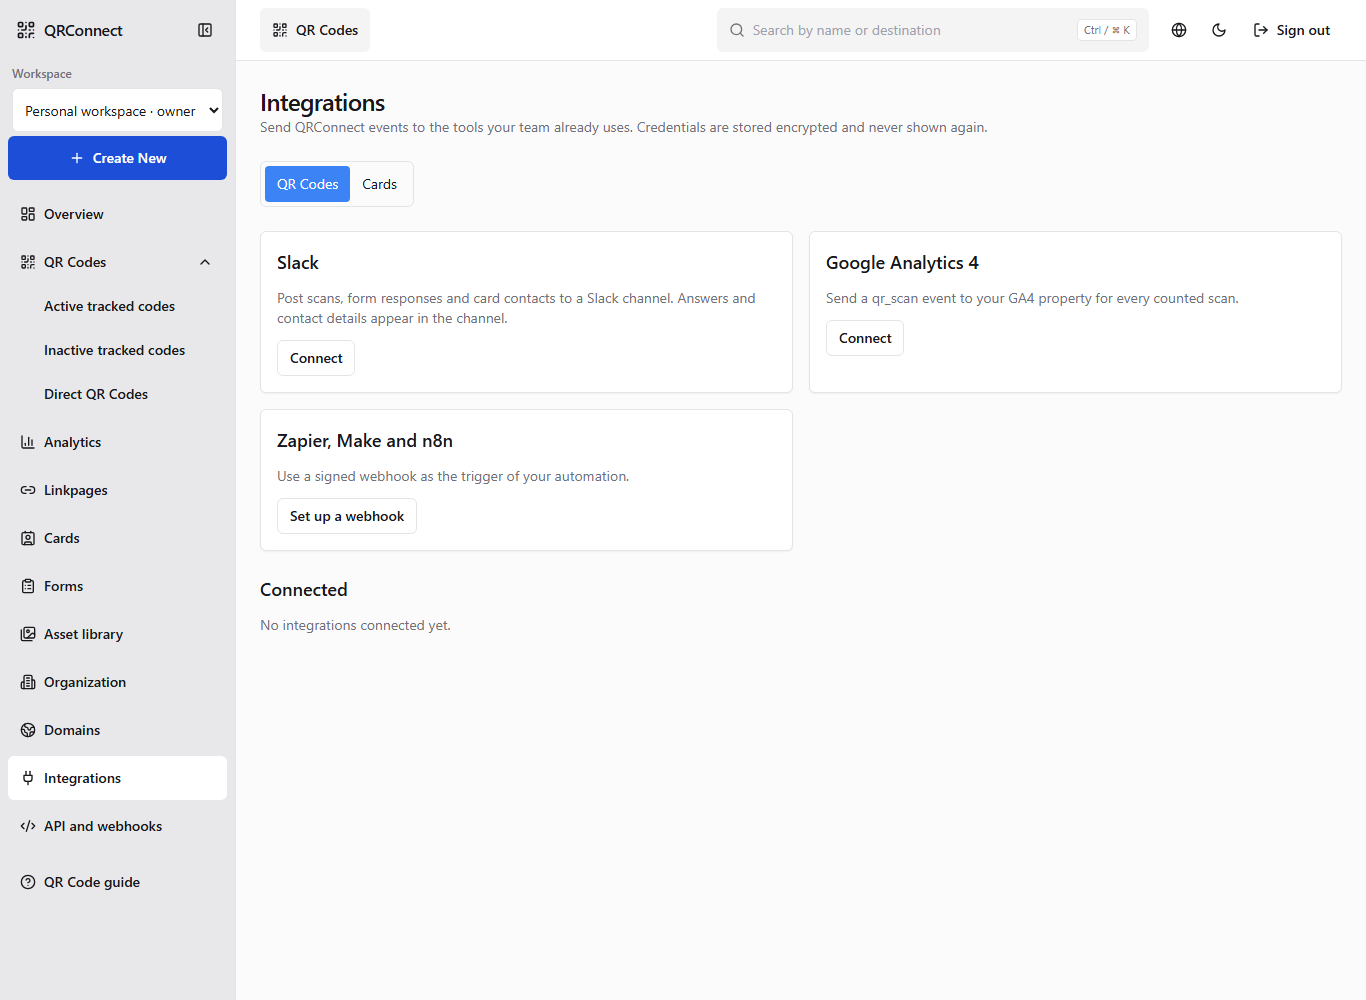 QRConnect
Workspace
Personal workspace · owner
Create New
Overview
QR Codes
Active tracked codes
Inactive tracked codes
Direct QR Codes
Analytics
Linkpages
Cards
Forms
Asset library
Organization
Domains
Integrations
API and webhooks
QR Code guide
QR Codes
Search by name or destination
Ctrl / ⌘ K
Sign out
Integrations
Send QRConnect events to the tools your team already uses. Credentials are stored encrypted and never shown again.
QR Codes
Cards
Slack
Post scans, form responses and card contacts to a Slack channel. Answers and
contact details appear in the channel.
Connect
Google Analytics 4
Send a qr_scan event to your GA4 property for every counted scan.
Connect
Zapier, Make and n8n
Use a signed webhook as the trigger of your automation.
Set up a webhook
Connected
No integrations connected yet.